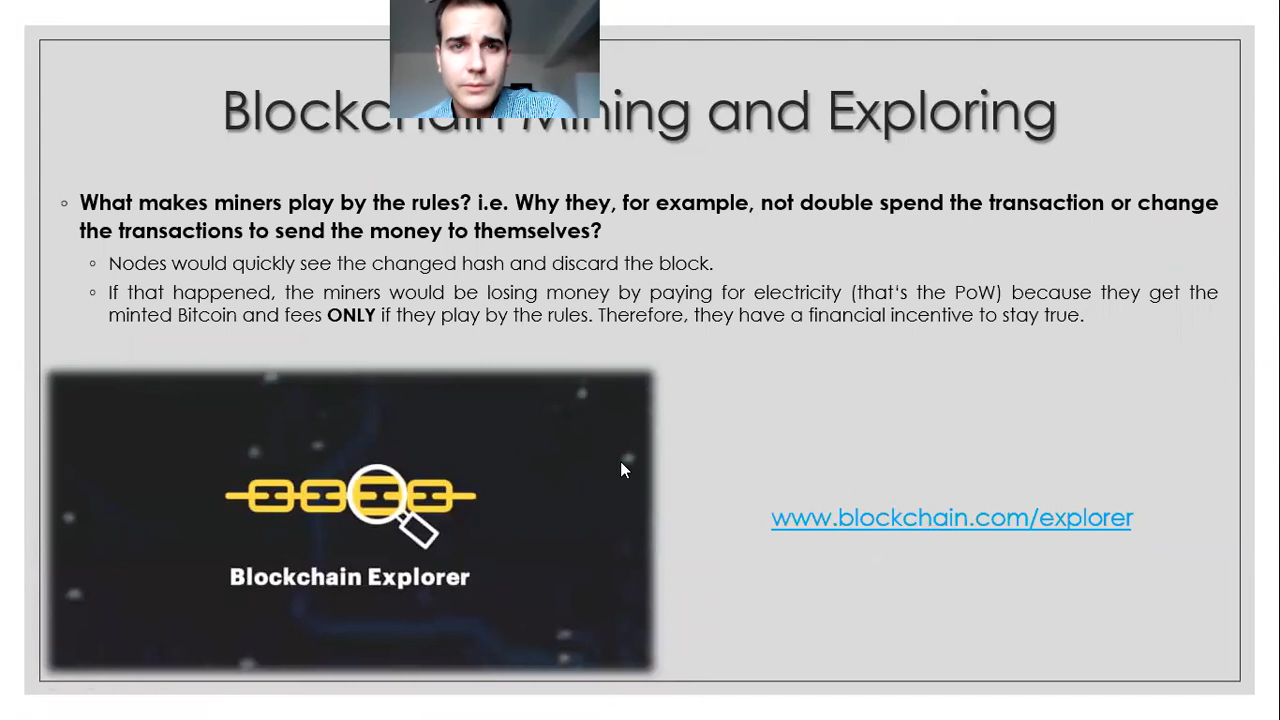 Blockchain Mining and Exploring
What makes miners play by the rules? i.e. Why they, for example, not double spend the transaction or change
the transactions to send the money to themselves?
Nodes would quickly see the changed hash and discard the block.
If that happened, the miners would be losing money by paying for electricity (that's the PoW) because they get the
minted Bitcoin and fees ONLY if they play by the rules. Therefore, they have a financial incentive to stay true.
Blockchain Explorer
www.blockchain.com/explorer